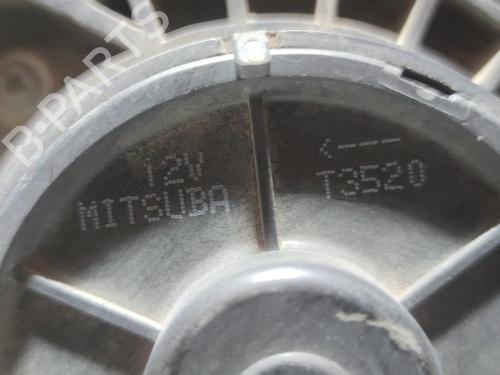 B-PARTS
12V
MITSUBA
<---
T3520